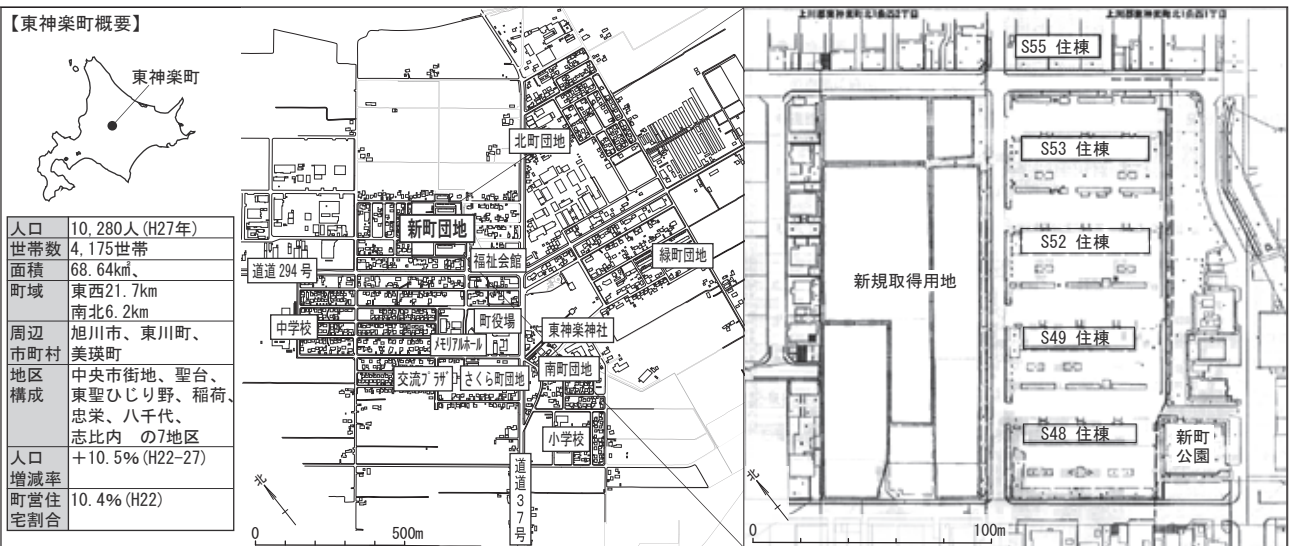 【東神楽町概要】
東神楽町
人口 10,280人(H27年)
世帯数 4,175世帯
面積 68.64㎢、
町域 東西21.7km
南北6.2km
周辺市町村 旭川市、東川町、
美瑛町
地区構成 中央市街地、聖台、
東聖ひじり野、稲荷、
忠栄、八千代、
志比内 の7地区
人口増減率 +10.5%(H22-27)
町営住宅割合 10.4%(H22)
北町団地
新町団地
福祉会館
緑町団地
道道294号
中学校
町役場
東神楽神社
メモリアルホール
交流プラザ
さくら町団地
南町団地
小学校
道道37号
北
0 500m
S55 住棟
S53 住棟
S52 住棟
新規取得用地
S49 住棟
S48 住棟
新町
公園
北
0 100m